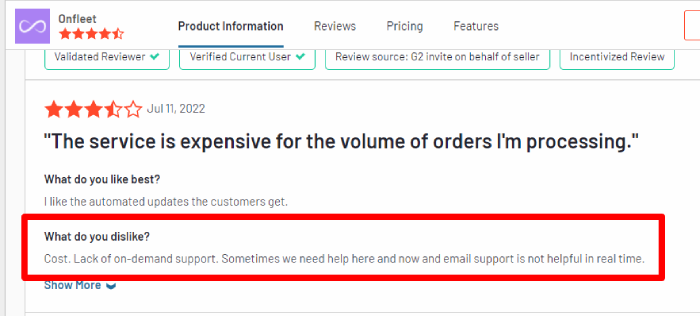 Onfleet
Product Information
Reviews
Pricing
Features
Validated Reviewer
Verified Current User
Review source: G2 invite on behalf of seller
Incentivized Review
Jul 11, 2022
"The service is expensive for the volume of orders I'm processing."
What do you like best?
I like the automated updates the customers get.
What do you dislike?
Cost. Lack of on-demand support. Sometimes we need help here and now and email support is not helpful in real time.
Show More